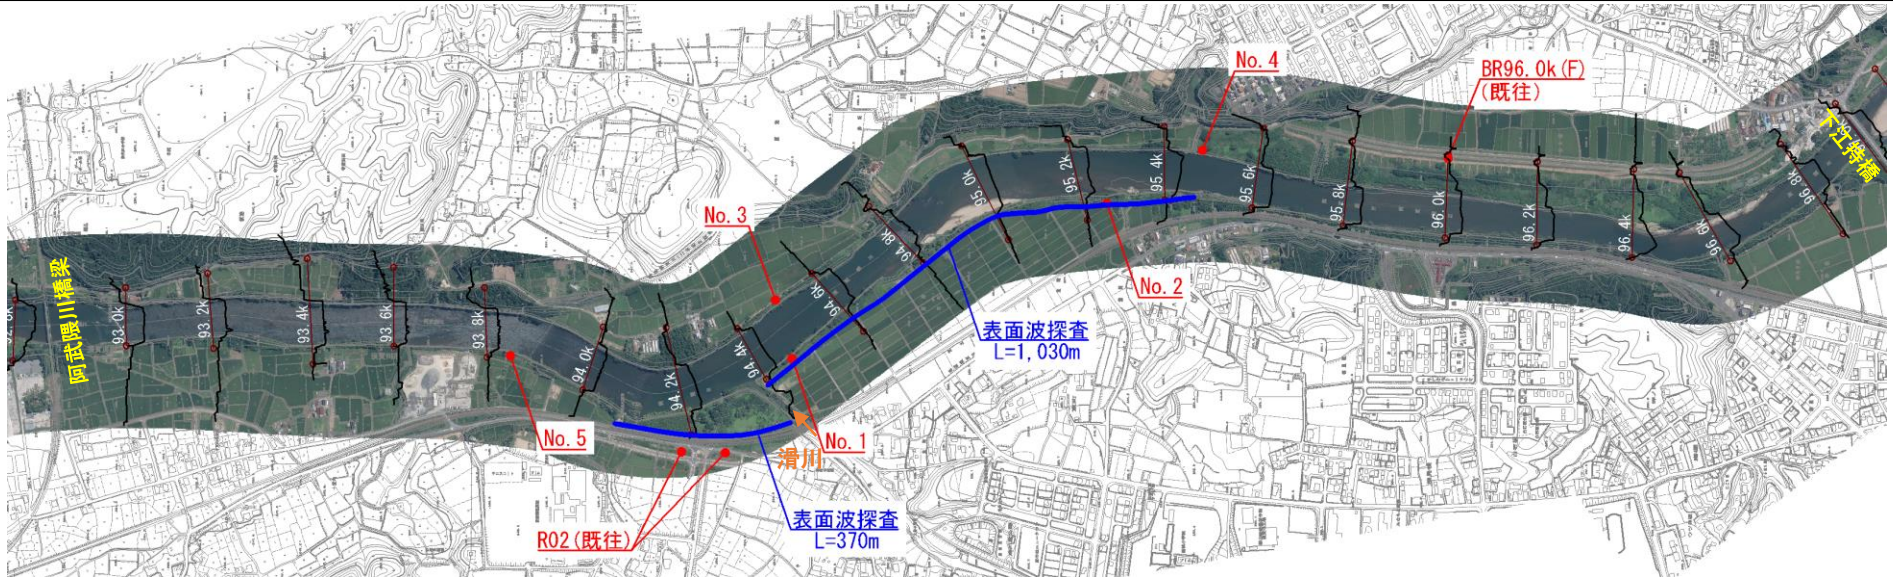 No. 4
BR96. 0k(F)
(既往)
下江持橋
No. 3
No. 2
表面波探査
L=1, 030m
阿武隈川橋梁
93. 0k
93. 2k
93. 4k
93. 6k
93. 8k
94. 0k
94. 2k
94. 4k
94. 6k
94. 8k
95. 0k
95. 2k
95. 4k
95. 6k
95. 8k
96. 0k
96. 2k
96. 4k
96. 6k
96. 8k
No. 5
No. 1
滑川
表面波探査
L=370m
R02(既往)